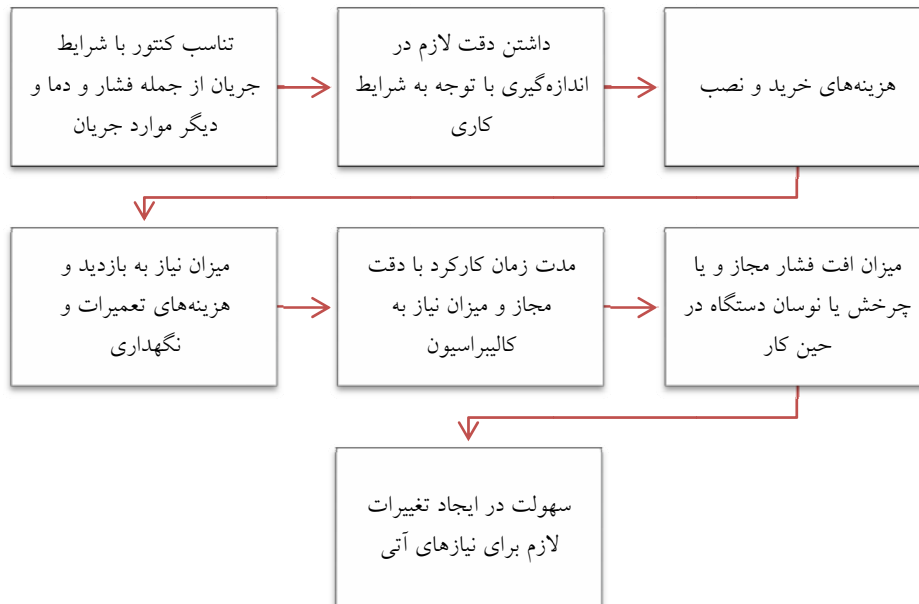 تناسب کنتور با شرایط
جریان از جمله فشار و دما و
دیگر موارد جریان
داشتن دقت لازم در
اندازه‌گیری با توجه به شرایط
کاری
هزینه‌های خرید و نصب
میزان نیاز به بازدید و
هزینه‌های تعمیرات و
نگهداری
مدت زمان کارکرد با دقت
مجاز و میزان نیاز به
کالیبراسیون
میزان افت فشار مجاز و یا
چرخش یا نوسان دستگاه در
حین کار
سهولت در ایجاد تغییرات
لازم برای نیازهای آتی